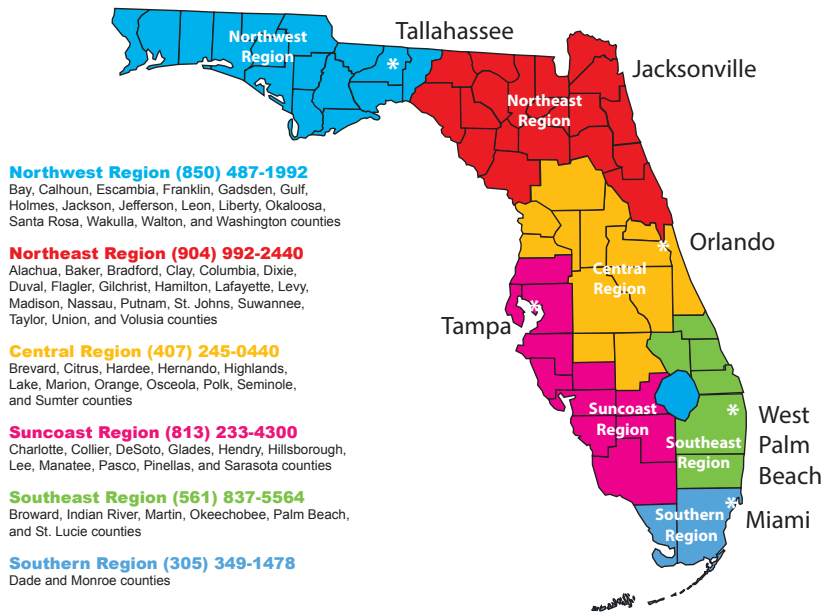 Tallahassee
Northwest
Region
Jacksonville
Northeast
Region
Northwest Region (850) 487-1992
Bay, Calhoun, Escambia, Franklin, Gadsden, Gulf,
Holmes, Jackson, Jefferson, Leon, Liberty, Okaloosa,
Santa Rosa, Wakulla, Walton, and Washington counties
Northeast Region (904) 992-2440
Alachua, Baker, Bradford, Clay, Columbia, Dixie,
Duval, Flagler, Gilchrist, Hamilton, Lafayette, Levy,
Madison, Nassau, Putnam, St. Johns, Suwannee,
Taylor, Union, and Volusia counties
Orlando
Central
Region
Tampa
Central Region (407) 245-0440
Brevard, Citrus, Hardee, Hernando, Highlands,
Lake, Marion, Orange, Osceola, Polk, Seminole,
and Sumter counties
Suncoast Region (813) 233-4300
Charlotte, Collier, DeSoto, Glades, Hendry, Hillsborough,
Lee, Manatee, Pasco, Pinellas, and Sarasota counties
Suncoast
Region
West
Palm
Beach
Southeast
Region
Southeast Region (561) 837-5564
Broward, Indian River, Martin, Okeechobee, Palm Beach,
and St. Lucie counties
Southern
Region
Miami
Southern Region (305) 349-1478
Dade and Monroe counties